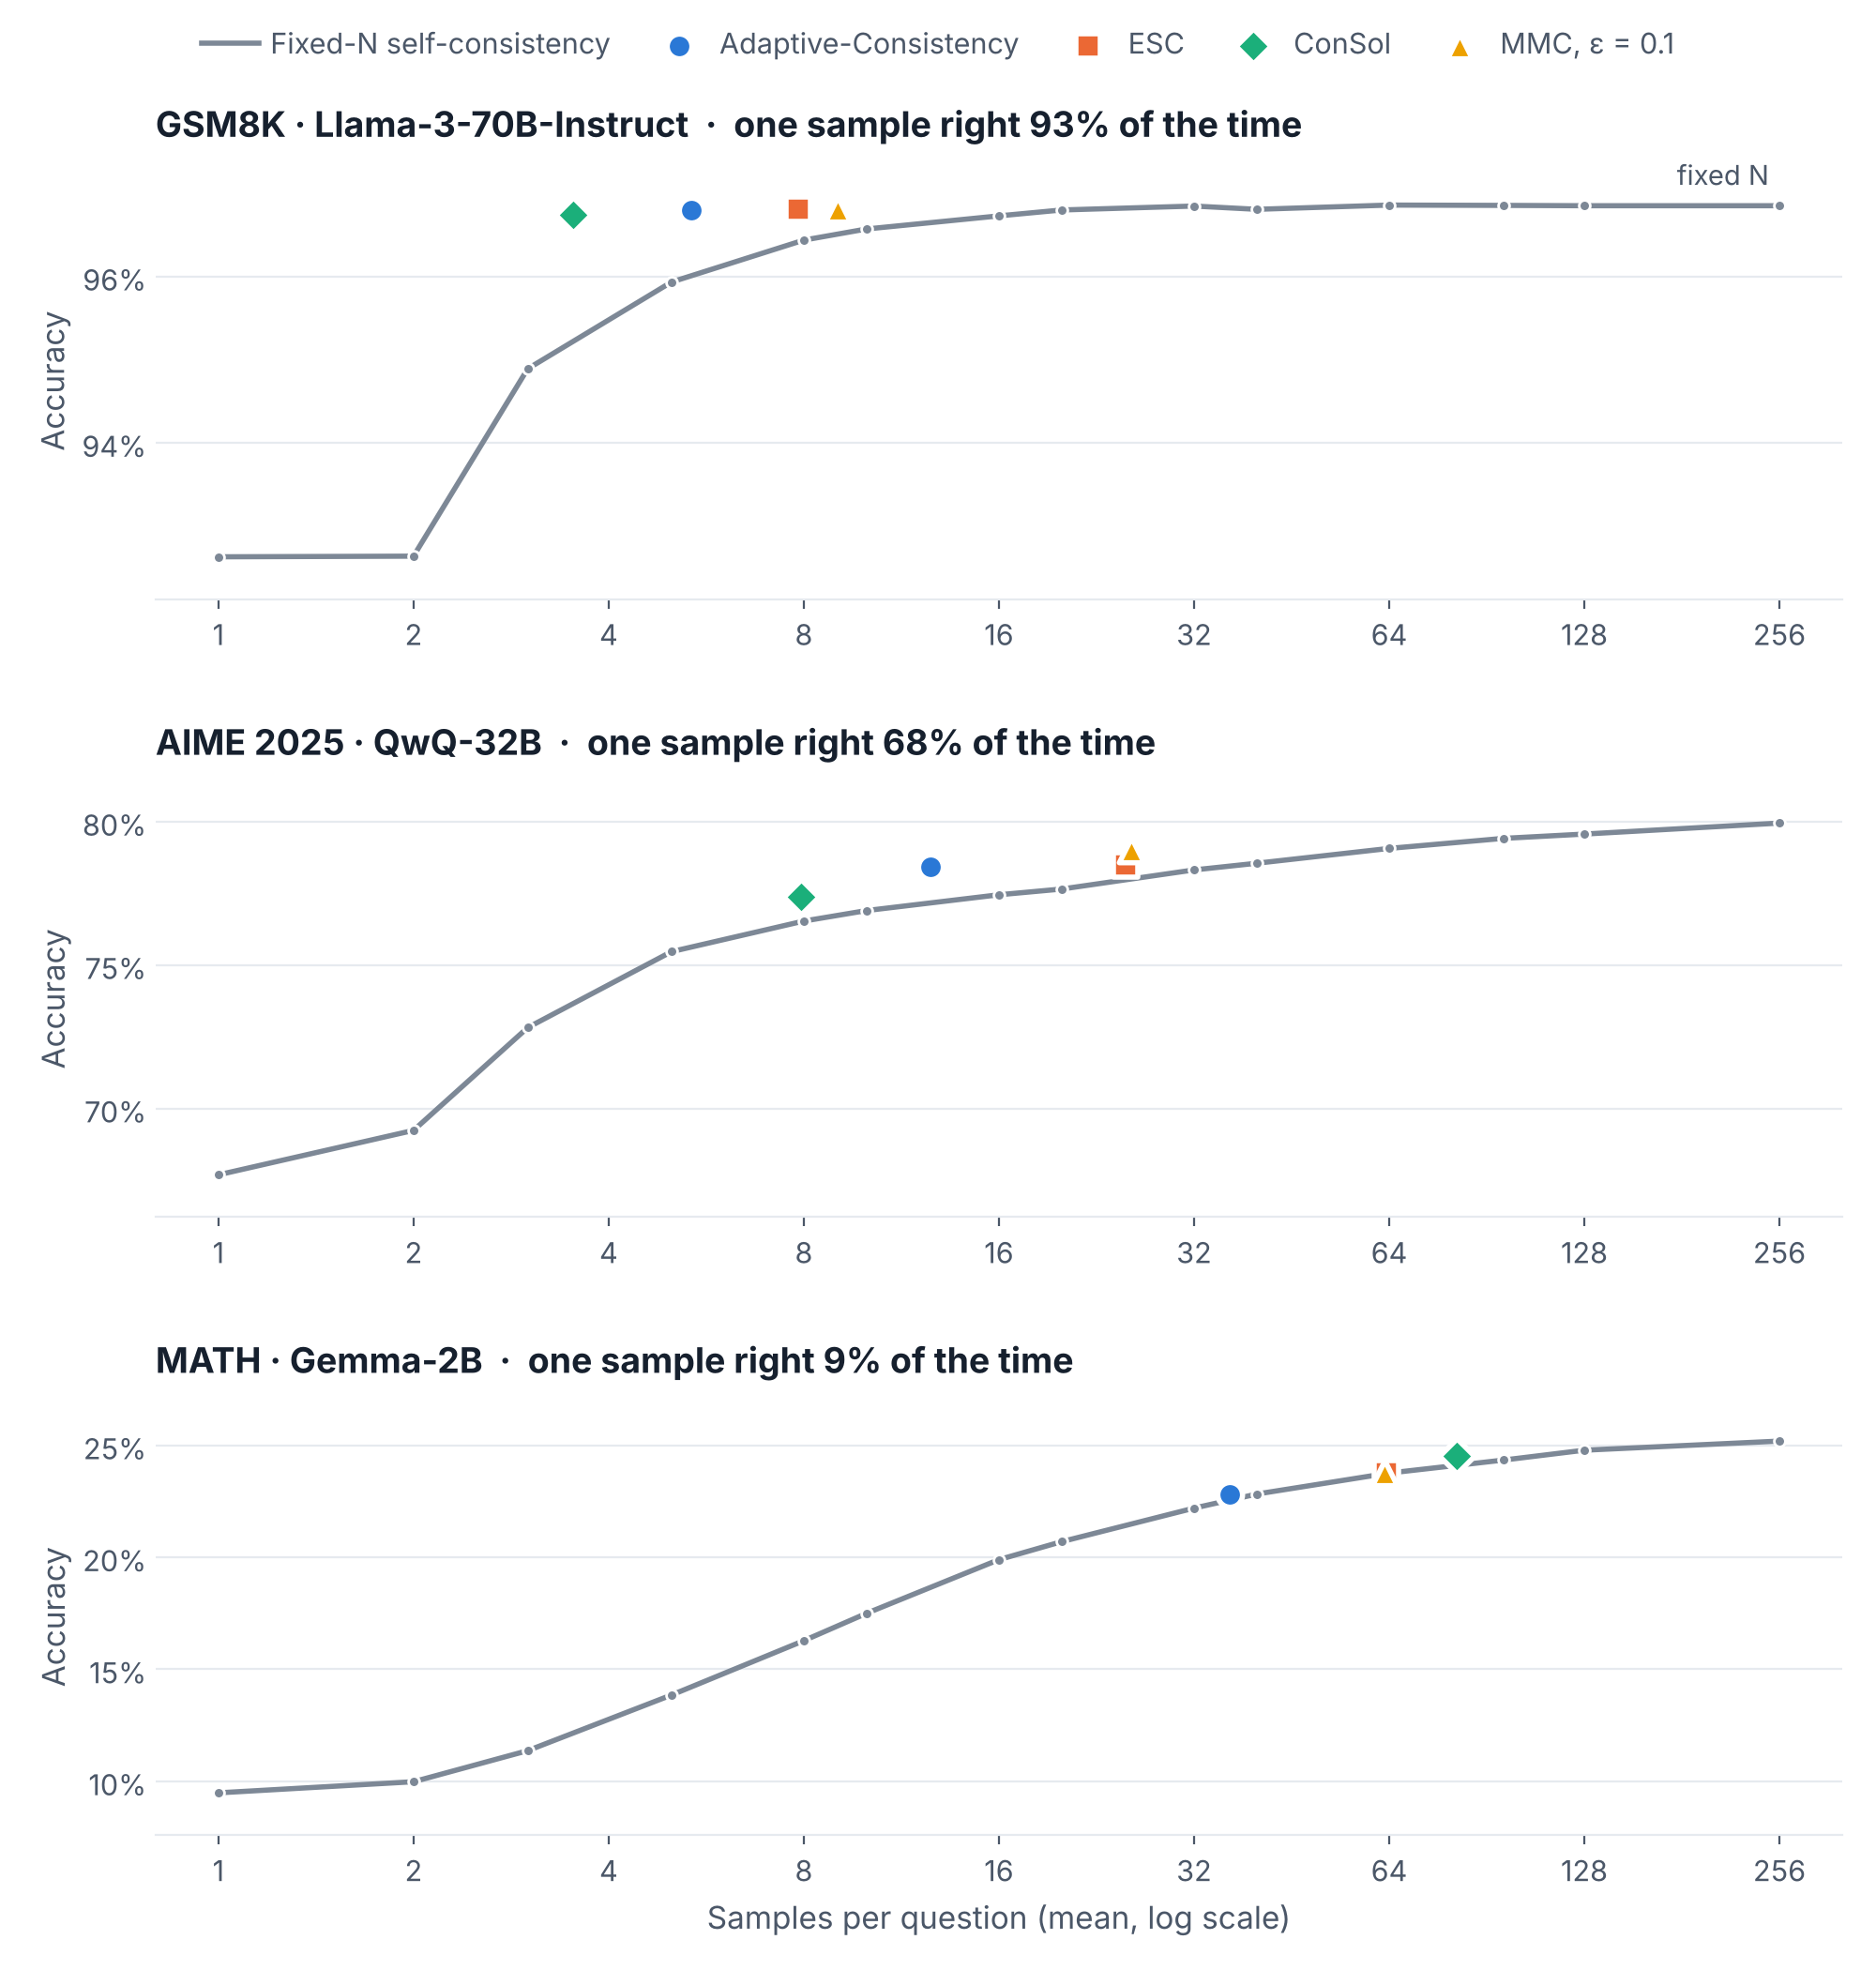 Fixed-N self-consistency Adaptive-Consistency ESC ConSol MMC, ε = 0.1
GSM8K · Llama-3-70B-Instruct · one sample right 93% of the time
fixed N
96%
94%
Accuracy
1 2 4 8 16 32 64 128 256
AIME 2025 · QwQ-32B · one sample right 68% of the time
80%
75%
70%
Accuracy
1 2 4 8 16 32 64 128 256
MATH · Gemma-2B · one sample right 9% of the time
25%
20%
15%
10%
Accuracy
1 2 4 8 16 32 64 128 256
Samples per question (mean, log scale)